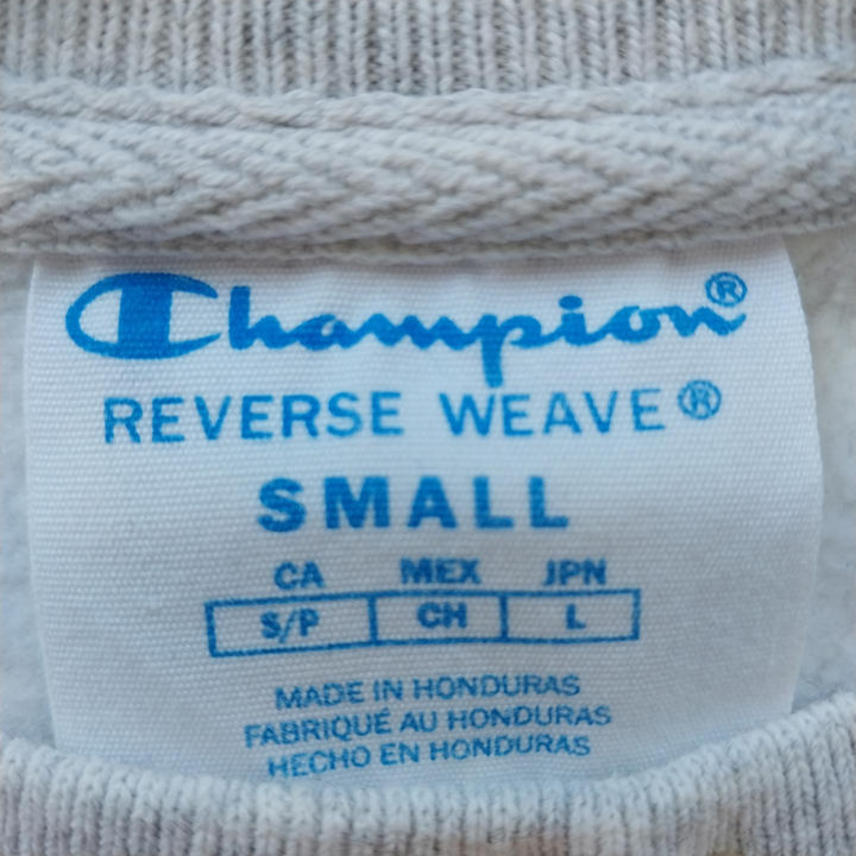 Champion®
REVERSE WEAVE®
SMALL
CA MEX JPN
S/P CH L
MADE IN HONDURAS
FABRIQUÉ AU HONDURAS
HECHO EN HONDURAS